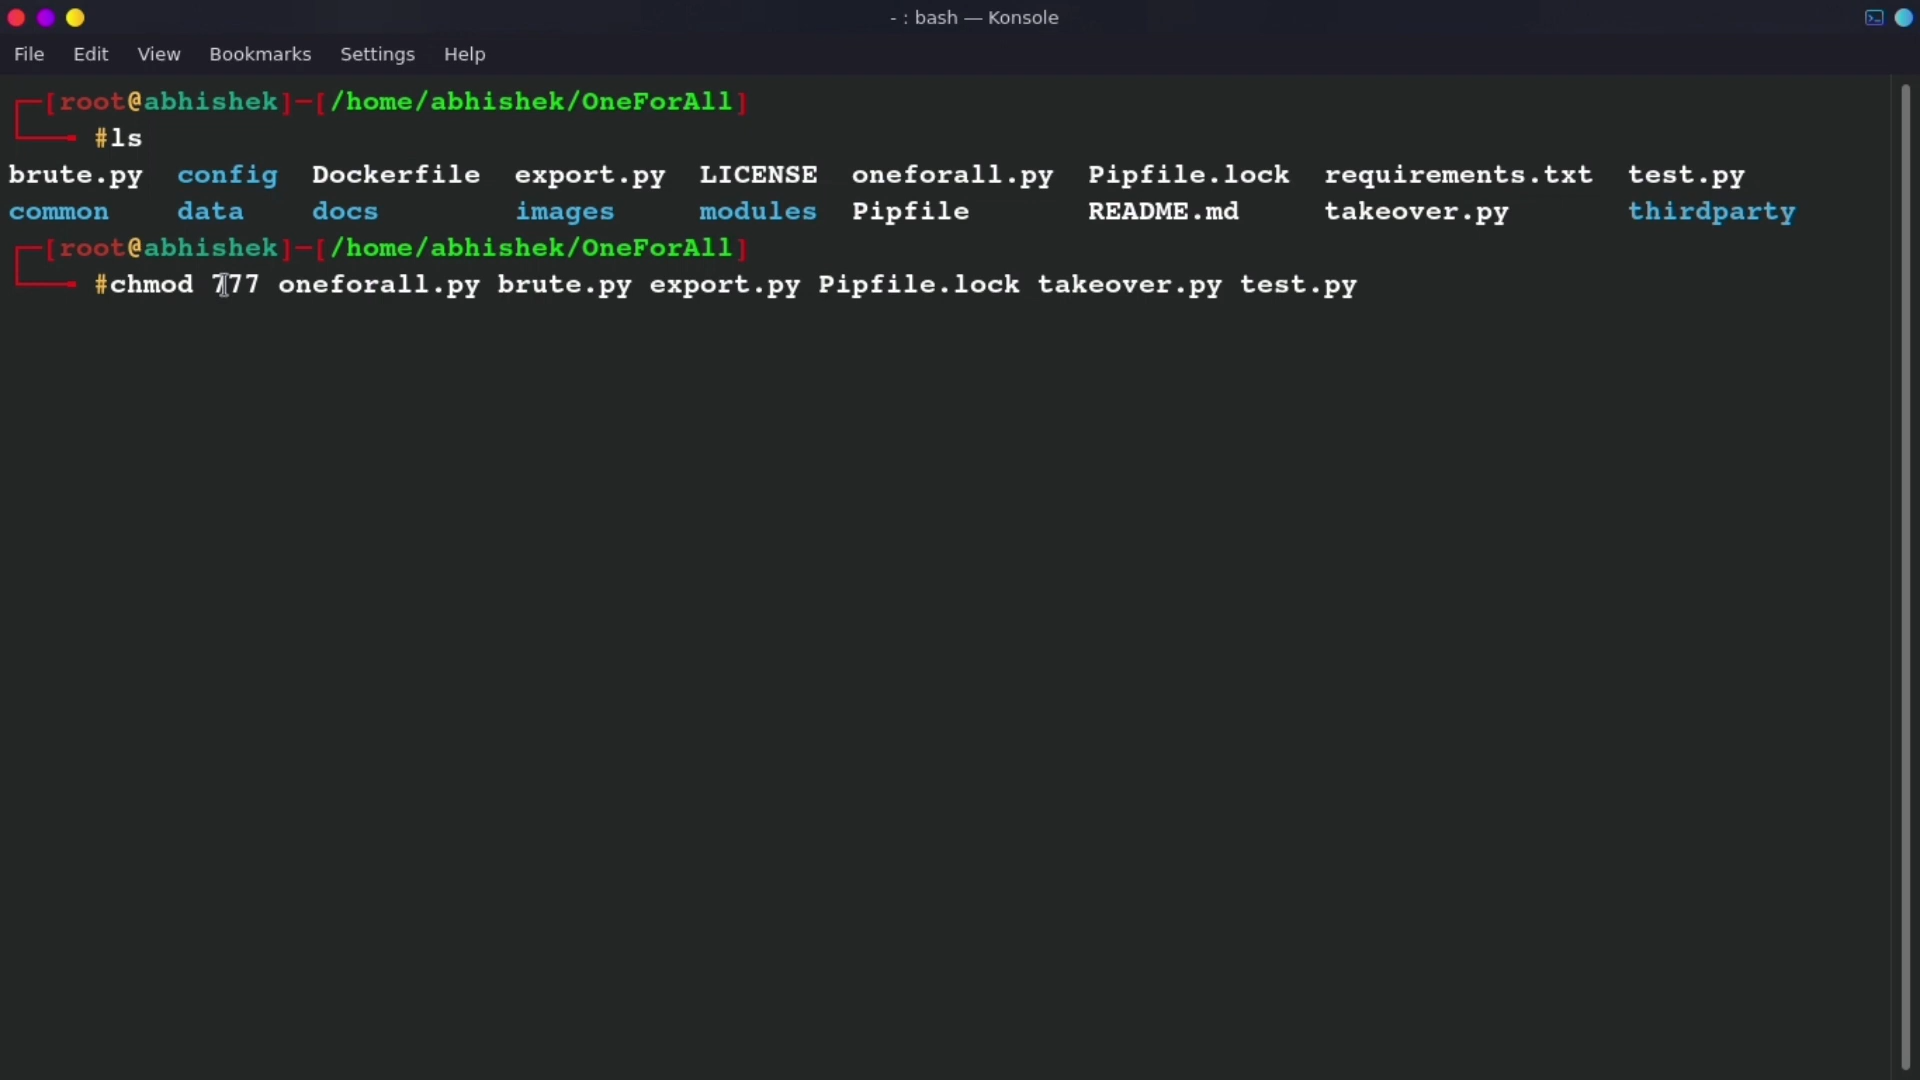 - : bash — Konsole
File Edit View Bookmarks Settings Help
┌─[root@abhishek]─[/home/abhishek/OneForAll]
└──╼ #ls
brute.py config Dockerfile export.py LICENSE oneforall.py Pipfile.lock requirements.txt test.py
common data docs images modules Pipfile README.md takeover.py thirdparty
┌─[root@abhishek]─[/home/abhishek/OneForAll]
└──╼ #chmod 777 oneforall.py brute.py export.py Pipfile.lock takeover.py test.py